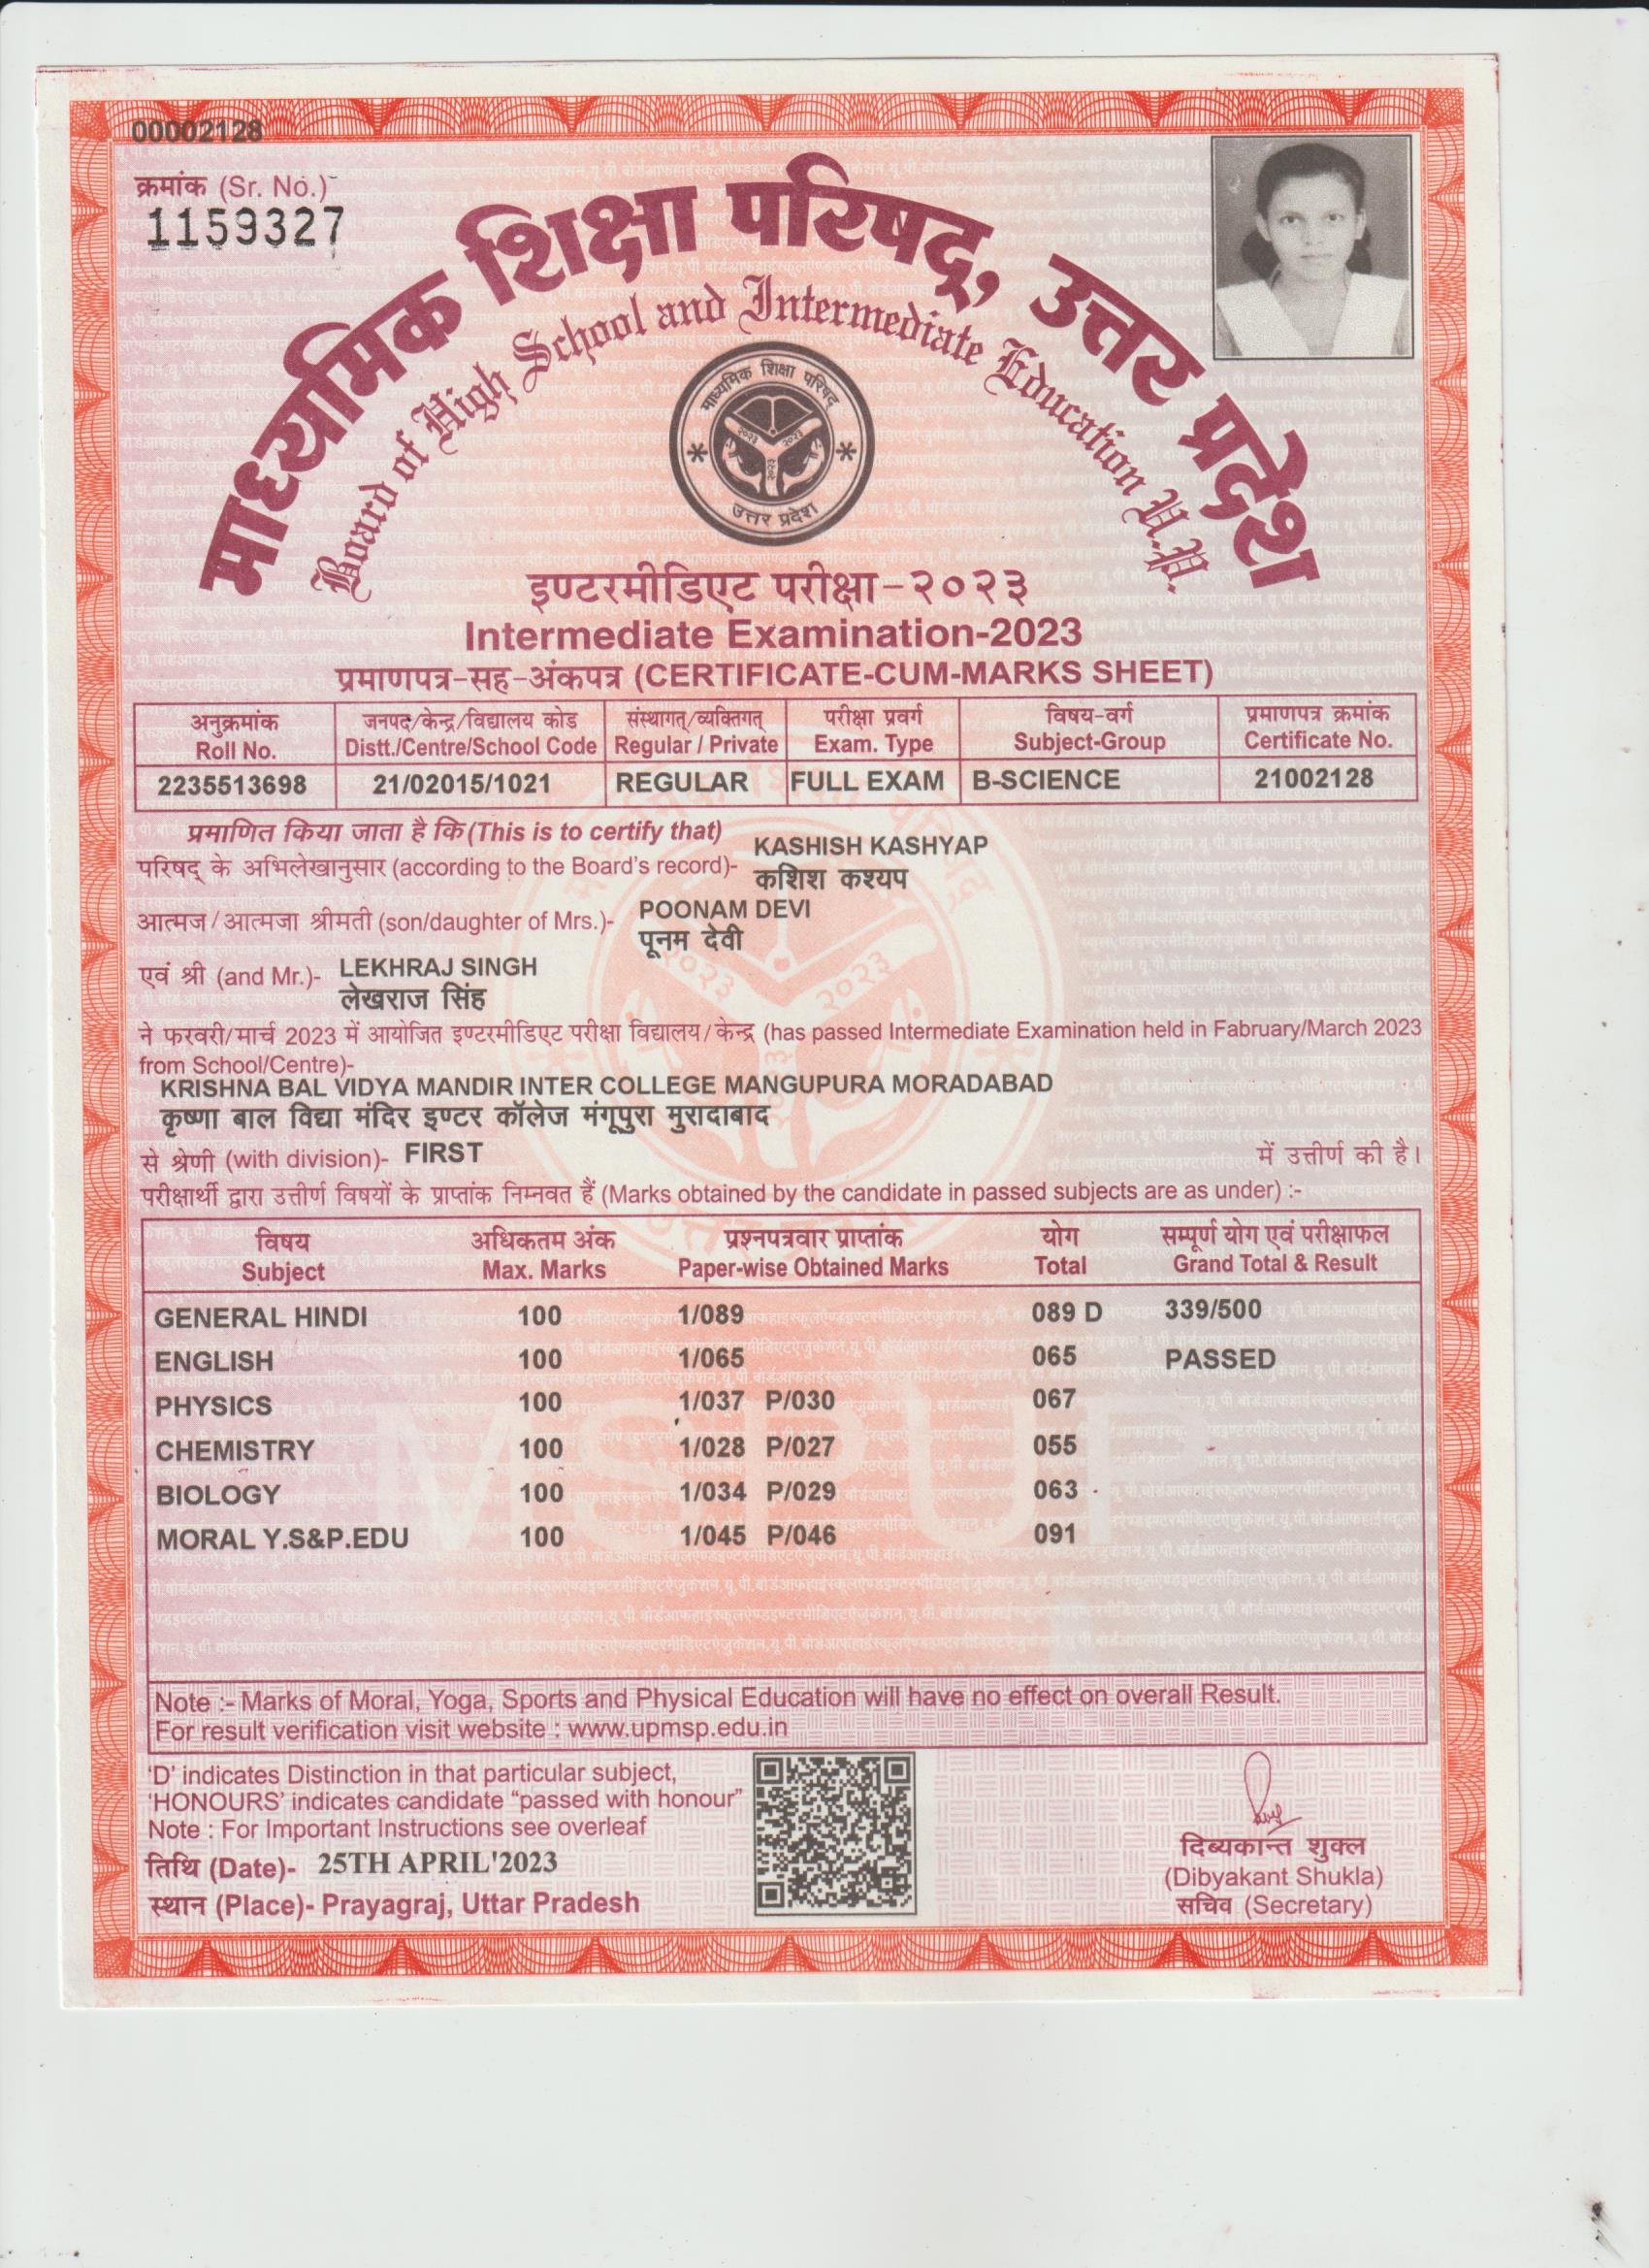 00002128
क्रमांक (Sr. No.)
1159327
माध्यमिक शिक्षा परिषद्, उत्तर प्रदेश
Board of High School and Intermediate Education U.P.
माध्यमिक शिक्षा परिषद
२०२३ २०२३
२०२३
उत्तर प्रदेश
इण्टरमीडिएट परीक्षा-२०२३
Intermediate Examination-2023
प्रमाणपत्र-सह-अंकपत्र (CERTIFICATE-CUM-MARKS SHEET)
अनुक्रमांक जनपद/केन्द्र/विद्यालय कोड संस्थागत्/व्यक्तिगत् परीक्षा प्रवर्ग विषय-वर्ग प्रमाणपत्र क्रमांक
Roll No. Distt./Centre/School Code Regular / Private Exam. Type Subject-Group Certificate No.
2235513698 21/02015/1021 REGULAR FULL EXAM B-SCIENCE 21002128
प्रमाणित किया जाता है कि (This is to certify that)
परिषद् के अभिलेखानुसार (according to the Board's record)- KASHISH KASHYAP
कशिश कश्यप
आत्मज/आत्मजा श्रीमती (son/daughter of Mrs.)- POONAM DEVI
पूनम देवी
एवं श्री (and Mr.)- LEKHRAJ SINGH
लेखराज सिंह
ने फरवरी/मार्च 2023 में आयोजित इण्टरमीडिएट परीक्षा विद्यालय/केन्द्र (has passed Intermediate Examination held in Fabruary/March 2023
from School/Centre)-
KRISHNA BAL VIDYA MANDIR INTER COLLEGE MANGUPURA MORADABAD
कृष्णा बाल विद्या मंदिर इण्टर कॉलेज मंगूपुरा मुरादाबाद
से श्रेणी (with division)- FIRST में उत्तीर्ण की है।
परीक्षार्थी द्वारा उत्तीर्ण विषयों के प्राप्तांक निम्नवत हैं (Marks obtained by the candidate in passed subjects are as under) :-
विषय अधिकतम अंक प्रश्नपत्रवार प्राप्तांक योग सम्पूर्ण योग एवं परीक्षाफल
Subject Max. Marks Paper-wise Obtained Marks Total Grand Total & Result
GENERAL HINDI 100 1/089 089 D 339/500
ENGLISH 100 1/065 065 PASSED
PHYSICS 100 1/037 P/030 067
CHEMISTRY 100 1/028 P/027 055
BIOLOGY 100 1/034 P/029 063
MORAL Y.S&P.EDU 100 1/045 P/046 091
MSPUP
Note :- Marks of Moral, Yoga, Sports and Physical Education will have no effect on overall Result.
For result verification visit website : www.upmsp.edu.in
'D' indicates Distinction in that particular subject,
'HONOURS' indicates candidate "passed with honour"
Note : For Important Instructions see overleaf
तिथि (Date)- 25TH APRIL'2023
स्थान (Place)- Prayagraj, Uttar Pradesh
दिब्यकान्त शुक्ल
(Dibyakant Shukla)
सचिव (Secretary)